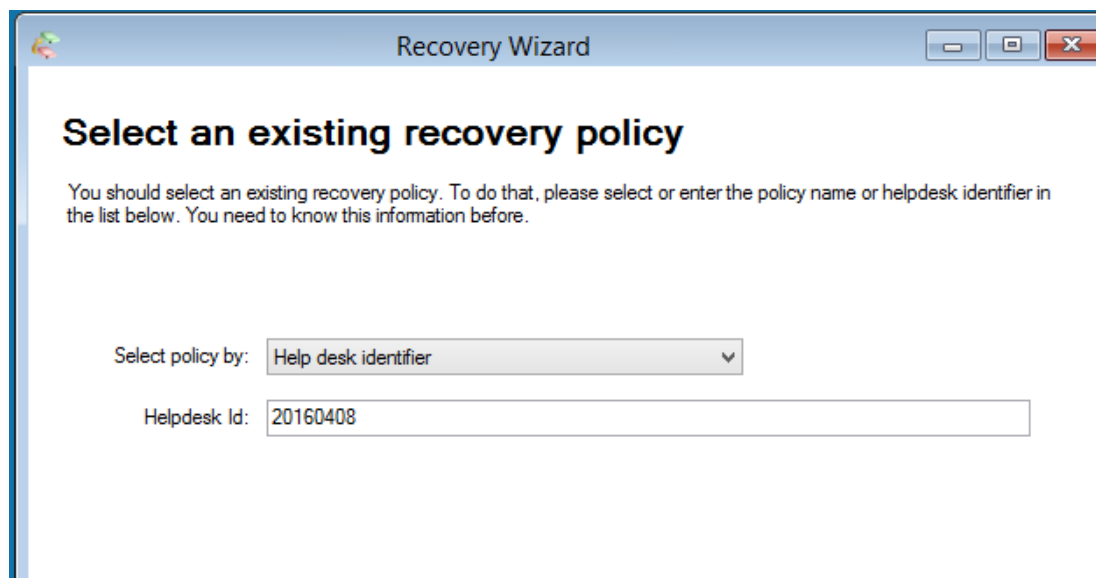 Recovery Wizard
Select an existing recovery policy
You should select an existing recovery policy. To do that, please select or enter the policy name or helpdesk identifier in
the list below. You need to know this information before.
Select policy by: Help desk identifier
Helpdesk Id: 20160408